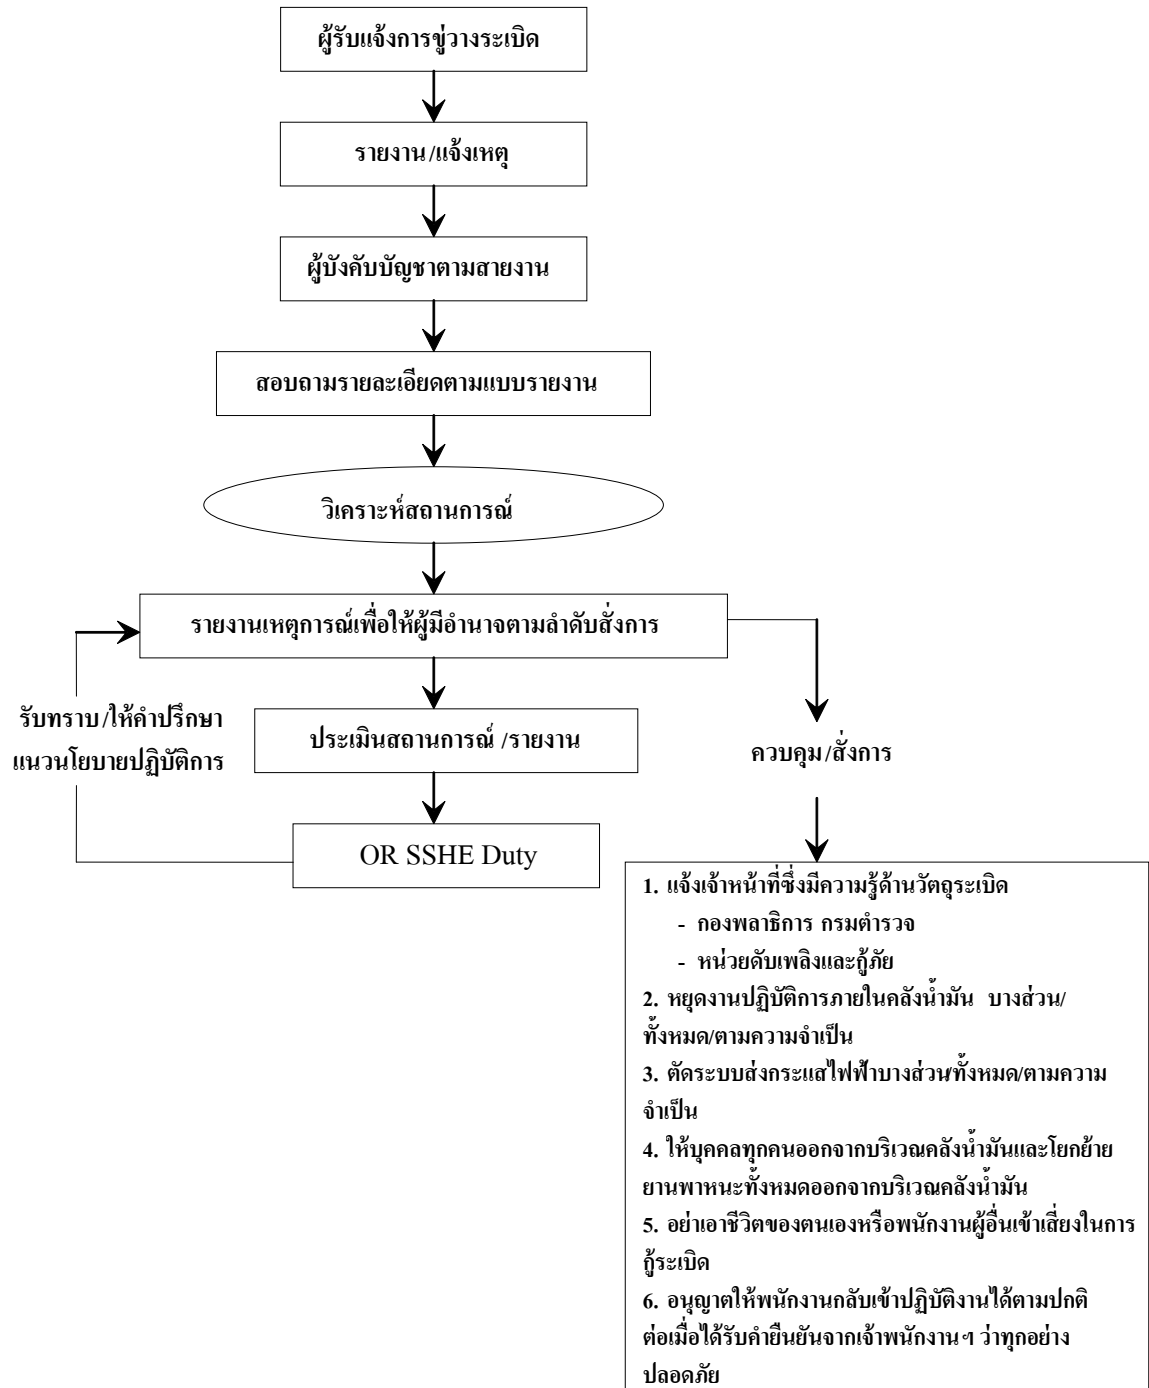 ผู้รับแจ้งการขู่วางระเบิด
รายงาน/แจ้งเหตุ
ผู้บังคับบัญชาตามสายงาน
สอบถามรายละเอียดตามแบบรายงาน
วิเคราะห์สถานการณ์
รายงานเหตุการณ์เพื่อให้ผู้มีอำนาจตามลำดับสั่งการ
รับทราบ/ให้คำปรึกษา
แนวนโยบายปฏิบัติการ
ประเมินสถานการณ์ /รายงาน
ควบคุม/สั่งการ
OR SSHE Duty
1. แจ้งเจ้าหน้าที่ซึ่งมีความรู้ด้านวัตถุระเบิด
- กองพลาธิการ กรมตำรวจ
- หน่วยดับเพลิงและกู้ภัย
2. หยุดงานปฏิบัติการภายในคลังน้ำมัน บางส่วน/
ทั้งหมด/ตามความจำเป็น
3. ตัดระบบส่งกระแสไฟฟ้าบางส่วน/ทั้งหมด/ตามความ
จำเป็น
4. ให้บุคคลทุกคนออกจากบริเวณคลังน้ำมันและโยกย้าย
ยานพาหนะทั้งหมดออกจากบริเวณคลังน้ำมัน
5. อย่าเอาชีวิตของตนเองหรือพนักงานผู้อื่นเข้าเสี่ยงในการ
กู้ระเบิด
6. อนุญาตให้พนักงานกลับเข้าปฏิบัติงานได้ตามปกติ
ต่อเมื่อได้รับคำยืนยันจากเจ้าพนักงานฯ ว่าทุกอย่าง
ปลอดภัย